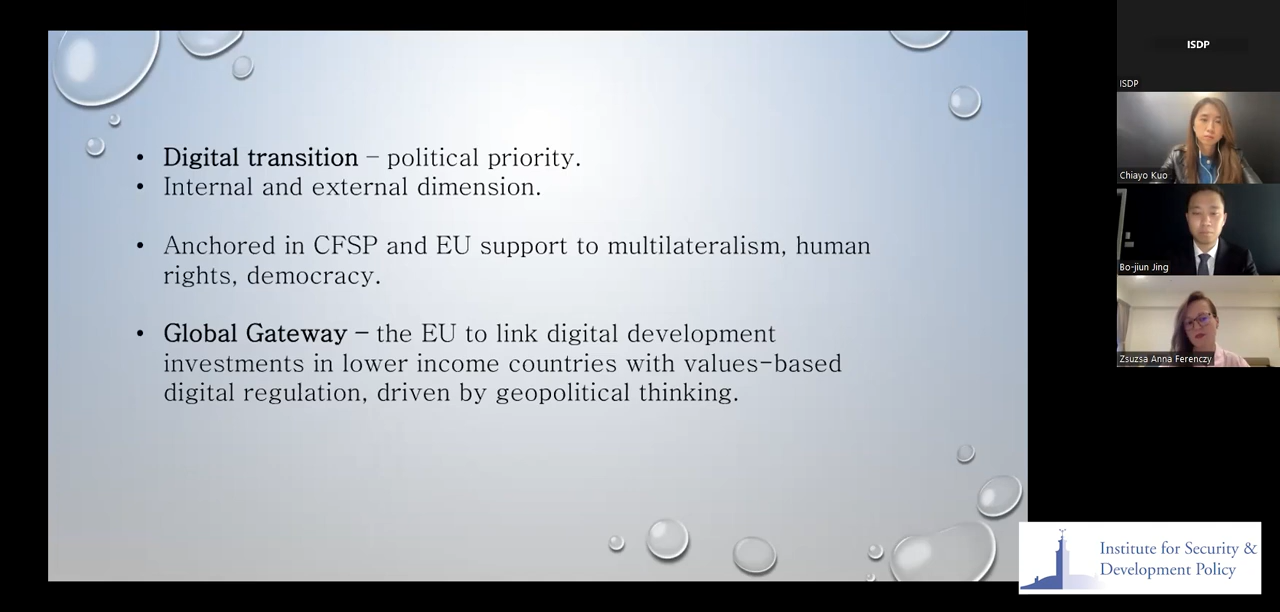 • Digital transition – political priority.
• Internal and external dimension.
• Anchored in CFSP and EU support to multilateralism, human
rights, democracy.
• Global Gateway – the EU to link digital development
investments in lower income countries with values-based
digital regulation, driven by geopolitical thinking.
ISDP
ISDP
Chiayo Kuo
Bo-jiun Jing
Zsuzsa Anna Ferenczy
Institute for Security &
Development Policy